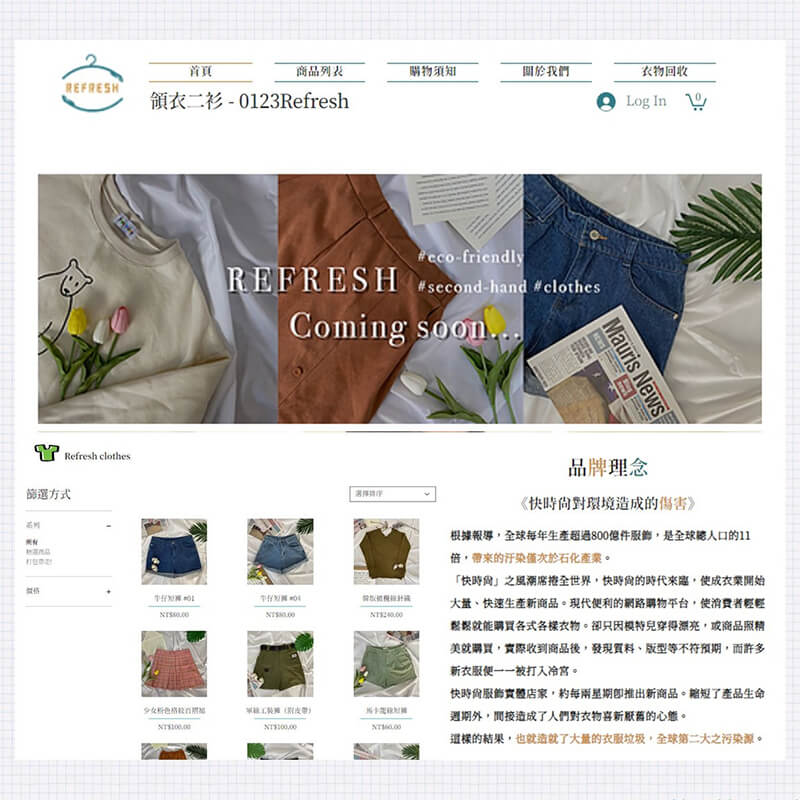 REFRESH
首頁
商品列表
購物須知
關於我們
衣物回收
領衣二衫 - 0123Refresh
Log In
0
REFRESH
#eco-friendly
#second-hand #clothes
Coming soon...
Mauris News
Refresh clothes
篩選方式
選擇排序
系列
所有
價格
牛仔短褲 #01
NT$80.00
牛仔短褲 #04
NT$80.00
NT$240.00
少女粉色格紋百褶裙
NT$100.00
軍綠工裝褲（附皮帶）
NT$100.00
馬卡龍綠短褲
NT$60.00
品牌理念
《快時尚對環境造成的傷害》
根據報導，全球每年生產超過800億件服飾，是全球總人口的11
倍，帶來的汙染僅次於石化產業。
「快時尚」之風潮席捲全世界，快時尚的時代來臨，使成衣業開始
大量、快速生產新商品。現代便利的網路購物平台，使消費者輕輕
鬆鬆就能購買各式各樣衣物。卻只因模特兒穿得漂亮，或商品照精
美就購買，實際收到商品後，發現質料、版型等不符預期，而許多
新衣服便一一被打入冷宮。
快時尚服飾實體店家，約每兩星期即推出新商品。縮短了產品生命
週期外，間接造成了人們對衣物喜新厭舊的心態。
這樣的結果，也就造就了大量的衣服垃圾，全球第二大之污染源。